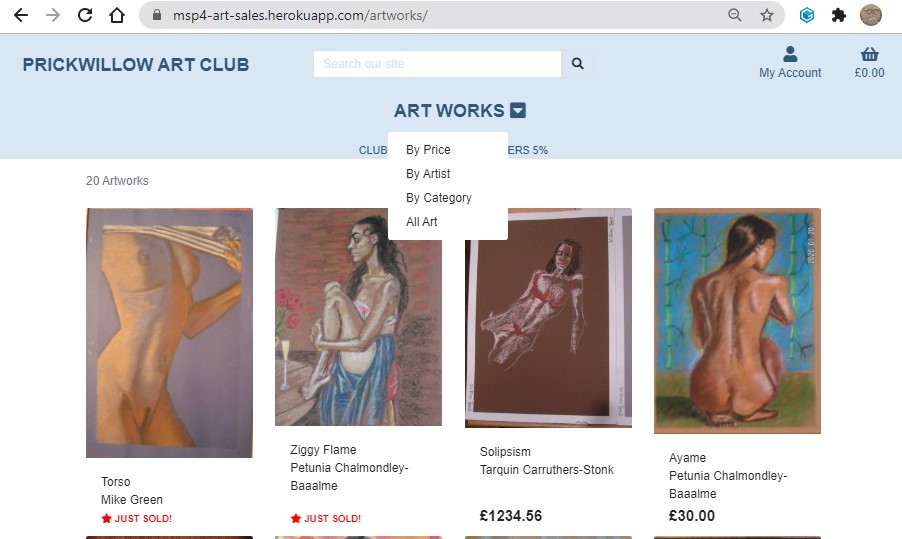 msp4-art-sales.herokuapp.com/artworks/
PRICKWILLOW ART CLUB
Search our site
My Account
£0.00
ART WORKS
CLUB
ERS 5%
By Price
By Artist
By Category
All Art
20 Artworks
Torso
Mike Green
JUST SOLD!
Ziggy Flame
Petunia Chalmondley-
Baaalme
JUST SOLD!
Solipsism
Tarquin Carruthers-Stonk
£1234.56
Ayame
Petunia Chalmondley-
Baaalme
£30.00